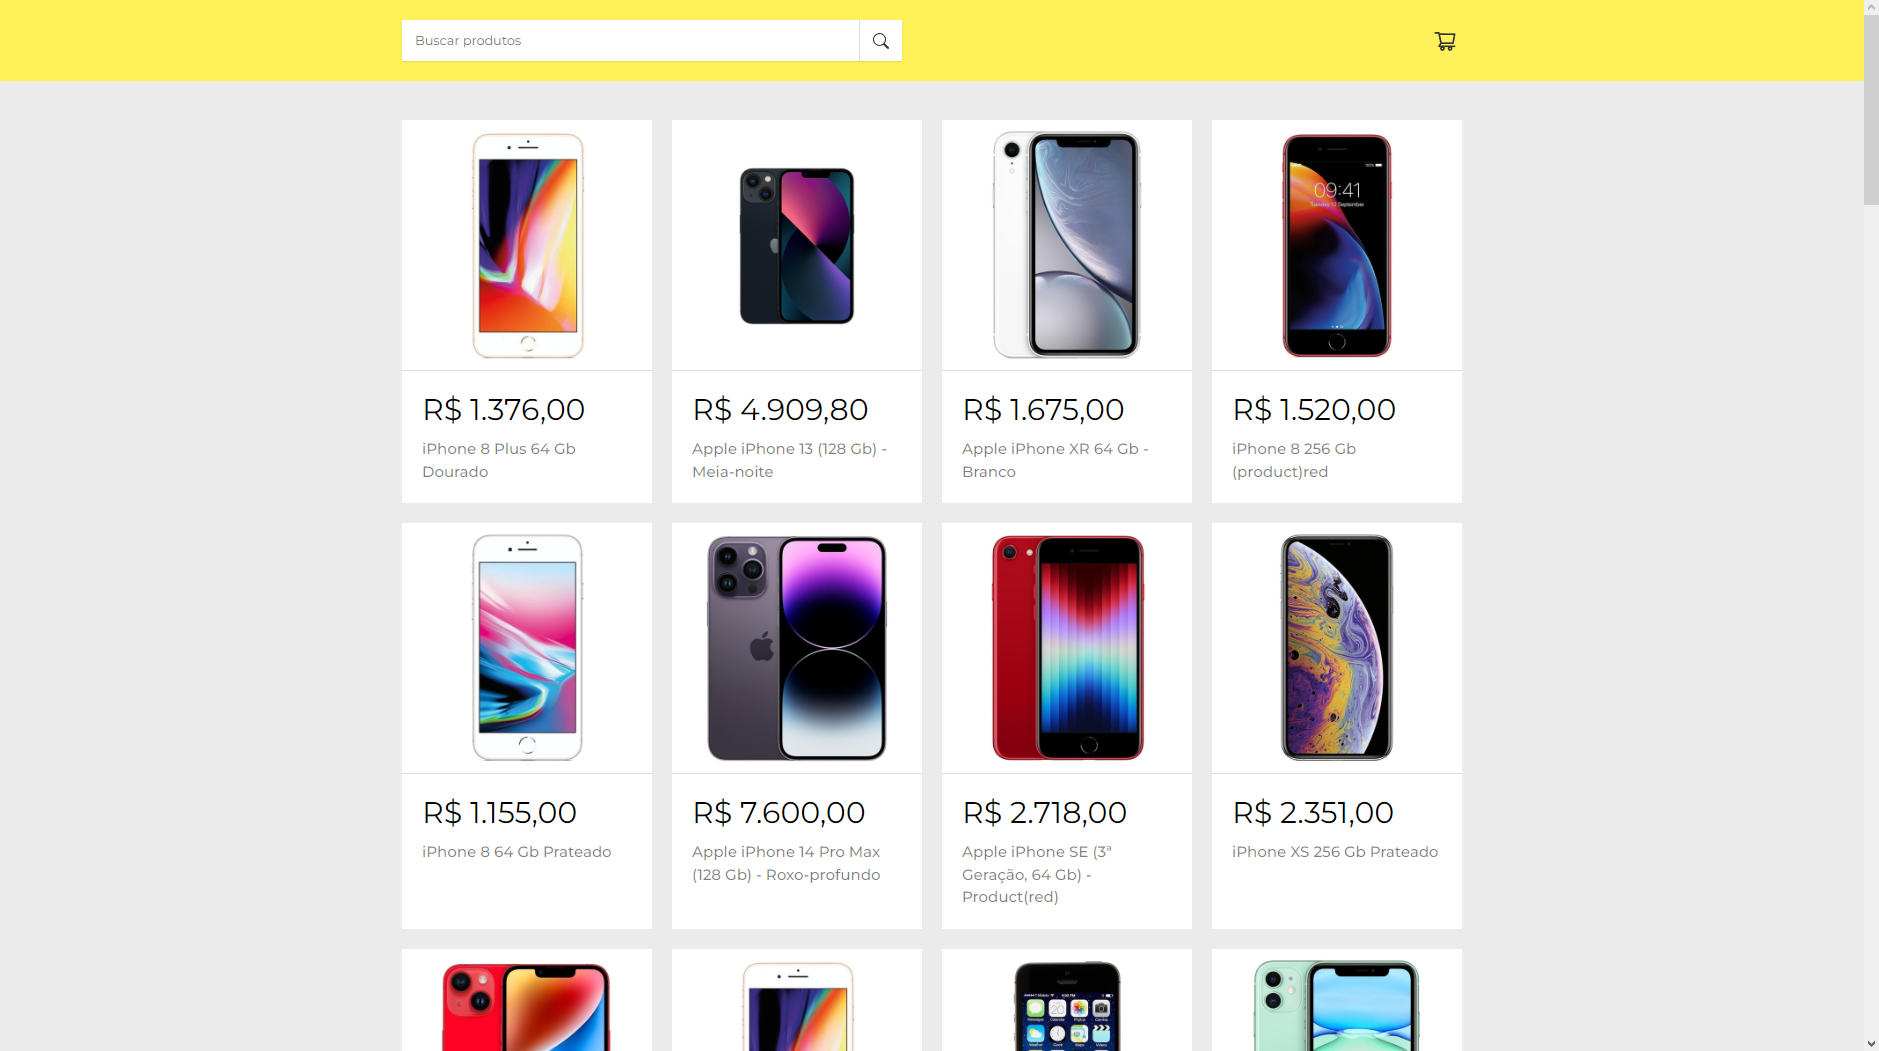 Buscar produtos
09:41
Tuesday 12 September
R$ 1.376,00
iPhone 8 Plus 64 Gb
Dourado
R$ 4.909,80
Apple iPhone 13 (128 Gb) -
Meia-noite
R$ 1.675,00
Apple iPhone XR 64 Gb -
Branco
R$ 1.520,00
iPhone 8 256 Gb
(product)red
R$ 1.155,00
iPhone 8 64 Gb Prateado
R$ 7.600,00
Apple iPhone 14 Pro Max
(128 Gb) - Roxo-profundo
R$ 2.718,00
Apple iPhone SE (3ª
Geração, 64 Gb) -
Product(red)
R$ 2.351,00
iPhone XS 256 Gb Prateado